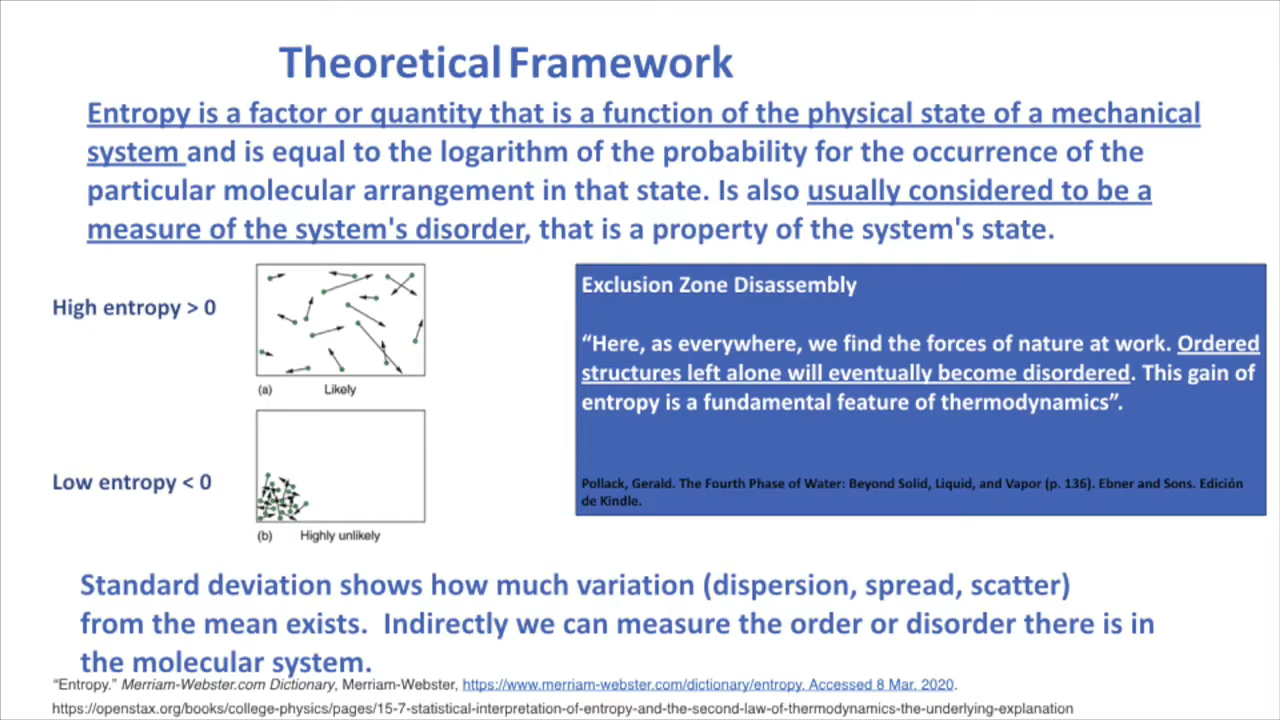 Theoretical Framework
Entropy is a factor or quantity that is a function of the physical state of a mechanical
system and is equal to the logarithm of the probability for the occurrence of the
particular molecular arrangement in that state. Is also usually considered to be a
measure of the system's disorder, that is a property of the system's state.
High entropy > 0
(a) Likely
Low entropy < 0
(b) Highly unlikely
Exclusion Zone Disassembly
“Here, as everywhere, we find the forces of nature at work. Ordered
structures left alone will eventually become disordered. This gain of
entropy is a fundamental feature of thermodynamics”.
Pollack, Gerald. The Fourth Phase of Water: Beyond Solid, Liquid, and Vapor (p. 136). Ebner and Sons. Edición
de Kindle.
Standard deviation shows how much variation (dispersion, spread, scatter)
from the mean exists. Indirectly we can measure the order or disorder there is in
the molecular system.
“Entropy.” Merriam-Webster.com Dictionary, Merriam-Webster, https://www.merriam-webster.com/dictionary/entropy. Accessed 8 Mar. 2020.
https://openstax.org/books/college-physics/pages/15-7-statistical-interpretation-of-entropy-and-the-second-law-of-thermodynamics-the-underlying-explanation